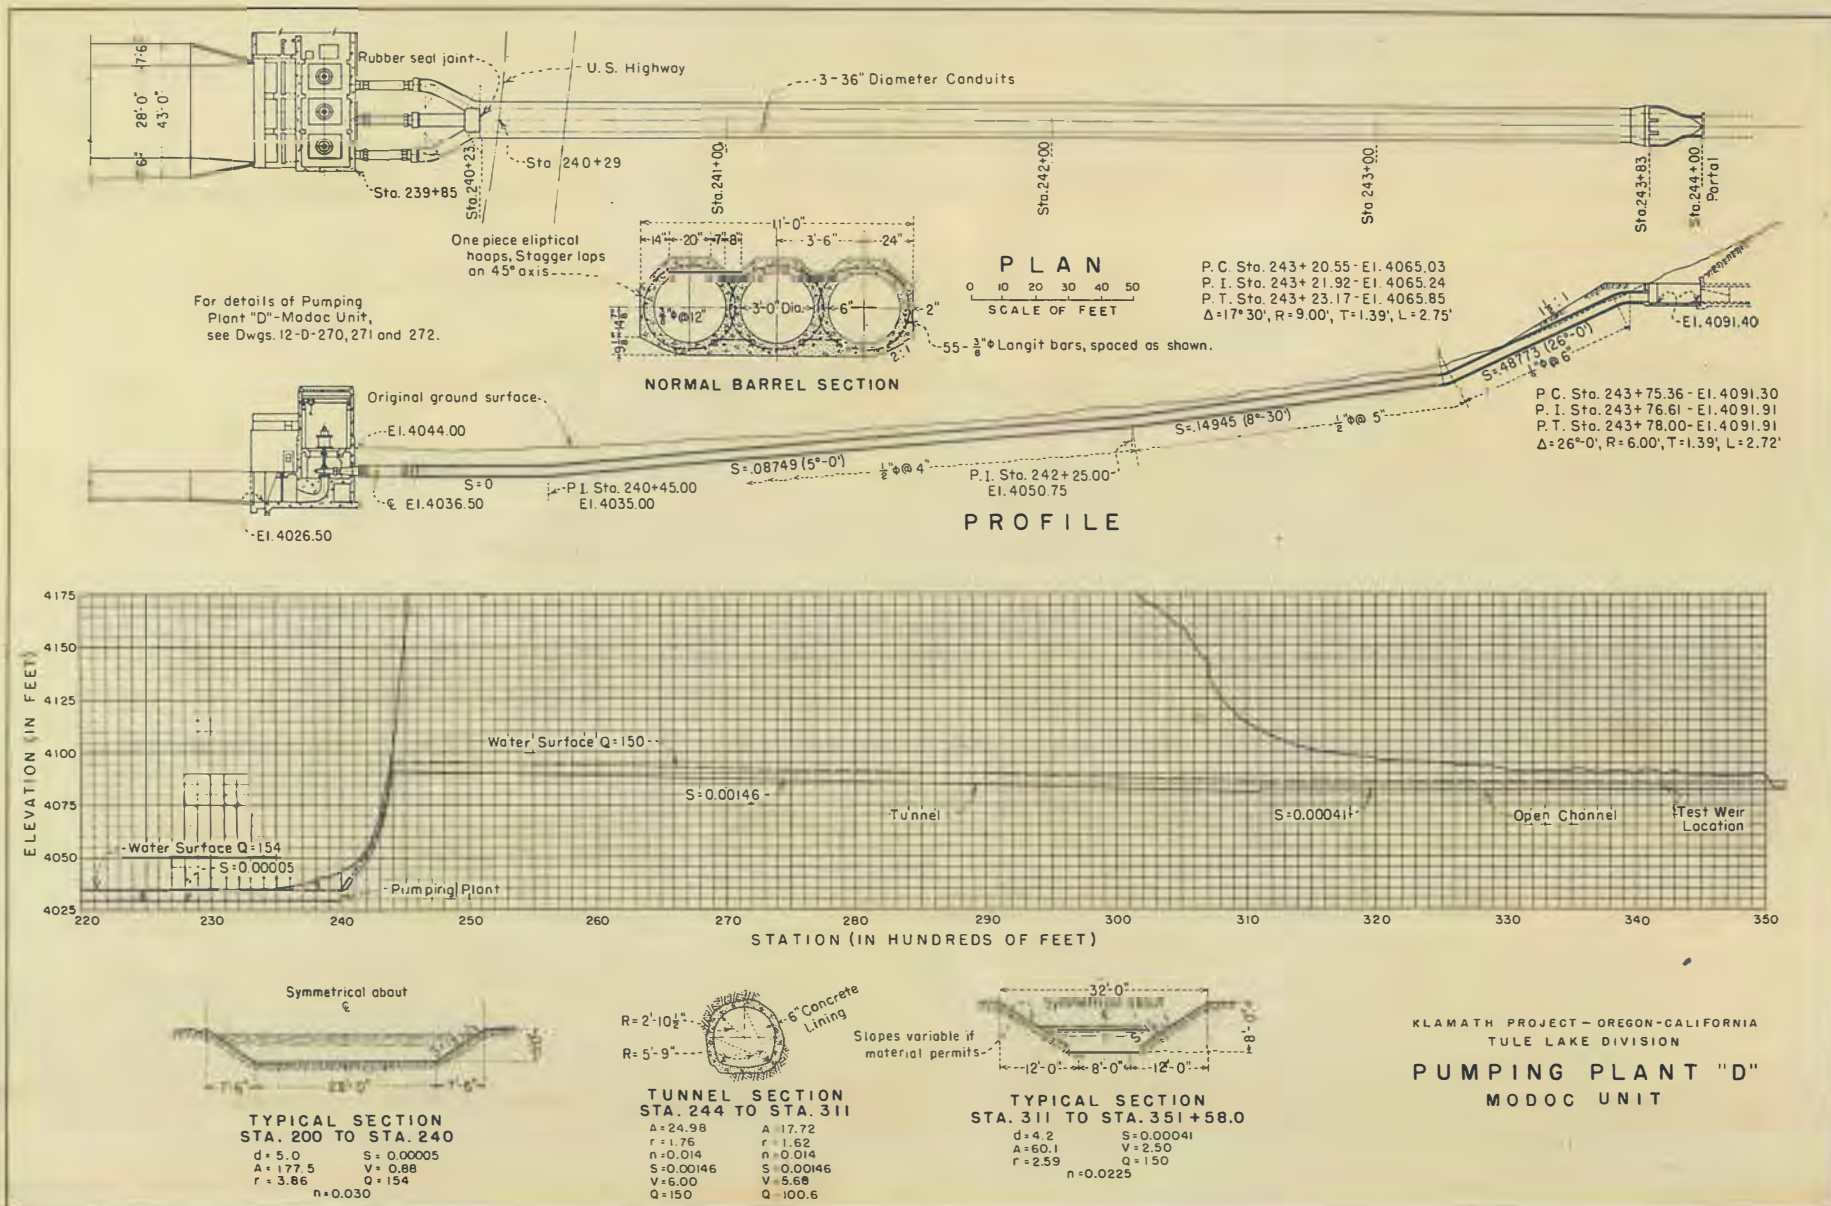 7'-6"
28'-0"
43'-0"
Rubber seal joint
U.S. Highway
3-36" Diameter Conduits
Sta. 239+85
Sta. 240+23
Sta 240+29
Sta. 241+00
Sta. 242+00
Sta 243+00
Sta. 243+83
Sta. 244+00
Portal
One piece eliptical
hoops, Stagger laps
on 45° axis
11'-0"
14"
20"
7"
8"
3'-6"
24"
3'-0" Dia.
6"
2"
3/8"φ@12"
2:1
55-3/8"φ Longit bars, spaced as shown.
NORMAL BARREL SECTION
For details of Pumping
Plant "D"-Modoc Unit,
see Dwgs. 12-D-270, 271 and 272.
PLAN
0 10 20 30 40 50
SCALE OF FEET
P. C. Sta. 243+20.55-El. 4065.03
P. I. Sta. 243+21.92-El. 4065.24
P. T. Sta. 243+23.17-El. 4065.85
Δ=17°30', R=9.00', T=1.39', L=2.75'
1½:1
El. 4091.40
S=.48773 (26°-0')
P C. Sta. 243+75.36-El. 4091.30
P. I. Sta. 243+76.61-El. 4091.91
P. T. Sta. 243+78.00-El. 4091.91
Δ=26°-0', R=6.00', T=1.39', L=2.72'
Original ground surface
El. 4044.00
S=0
℄ El. 4036.50
El. 4026.50
P I. Sta. 240+45.00
El. 4035.00
S=.08749 (5°-0')
½"φ@ 4"
S=.14945 (8°-30')
½"φ@ 5"
P.I. Sta. 242+25.00
El. 4050.75
PROFILE
ELEVATION (IN FEET)
4175
4150
4125
4100
4075
4050
4025
Water Surface Q=150
S=0.00146
Tunnel
S=0.00041
Open Channel
Test Weir
Location
Water Surface Q=154
S=0.00005
Pumping Plant
220 230 240 250 260 270 280 290 300 310 320 330 340 350
STATION (IN HUNDREDS OF FEET)
Symmetrical about
℄
7'-6"
28'-0"
7'-6"
TYPICAL SECTION
STA. 200 TO STA. 240
d = 5.0 S = 0.00005
A = 177.5 V = 0.88
r = 3.86 Q = 154
n=0.030
R=2'-10½"
R=5'-9"
6" Concrete
Lining
TUNNEL SECTION
STA. 244 TO STA. 311
A=24.98 A=17.72
r=1.76 r=1.62
n=0.014 n=0.014
S=0.00146 S=0.00146
V=6.00 V=5.68
Q=150 Q=100.6
32'-0"
Symmetrical about
Slopes variable if
material permits
12'-0" 8'-0" 12'-0"
8'-0"
TYPICAL SECTION
STA. 311 TO STA. 351+58.0
d=4.2 S=0.00041
A=60.1 V=2.50
r=2.59 Q=150
n=0.0225
KLAMATH PROJECT-OREGON-CALIFORNIA
TULE LAKE DIVISION
PUMPING PLANT "D"
MODOC UNIT